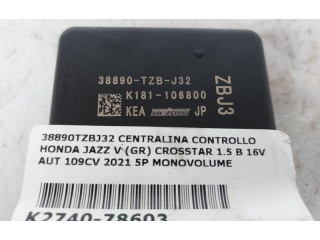 38890-TZB-J32
ZBJ3
K181-106800
KEA KEIHIN JP
38890TZBJ32 CENTRALINA CONTROLLO
HONDA JAZZ V (GR) CROSSTAR 1.5 B 16V
AUT 109CV 2021 5P MONOVOLUME
K2740-78603